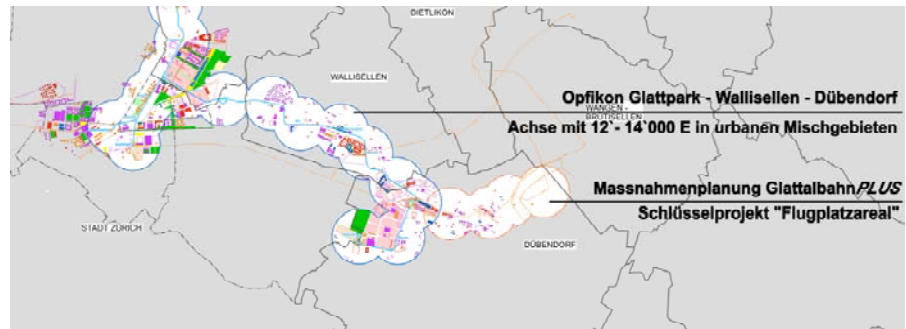 DIETLIKON
WALLISELLEN
Opfikon Glattpark - Wallisellen - Dübendorf
WANGEN -
BRÜTISELLEN
Achse mit 12`- 14`000 E in urbanen Mischgebieten
Massnahmenplanung GlattalbahnPLUS
Schlüsselprojekt "Flugplatzareal"
STADT ZÜRICH
DÜBENDORF